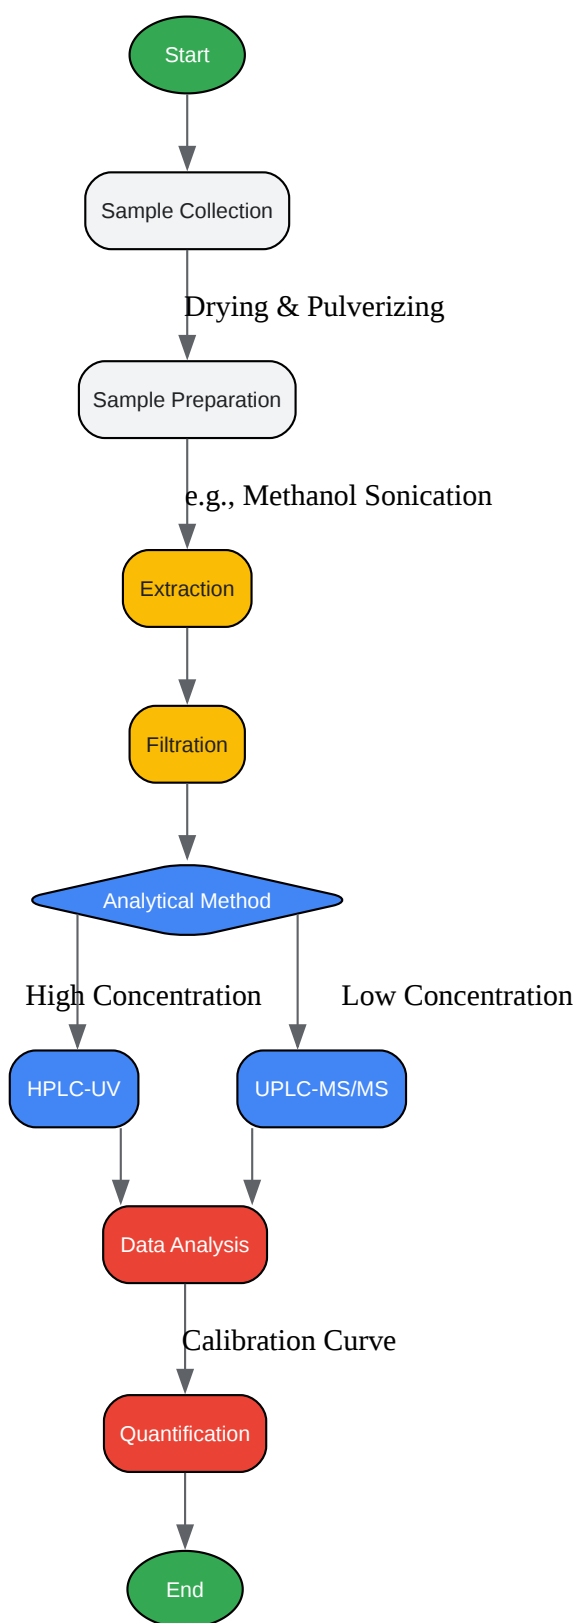 Start
Sample Collection
Drying & Pulverizing
Sample Preparation
e.g., Methanol Sonication
Extraction
Filtration
Analytical Method
High Concentration
Low Concentration
HPLC-UV
UPLC-MS/MS
Data Analysis
Calibration Curve
Quantification
End